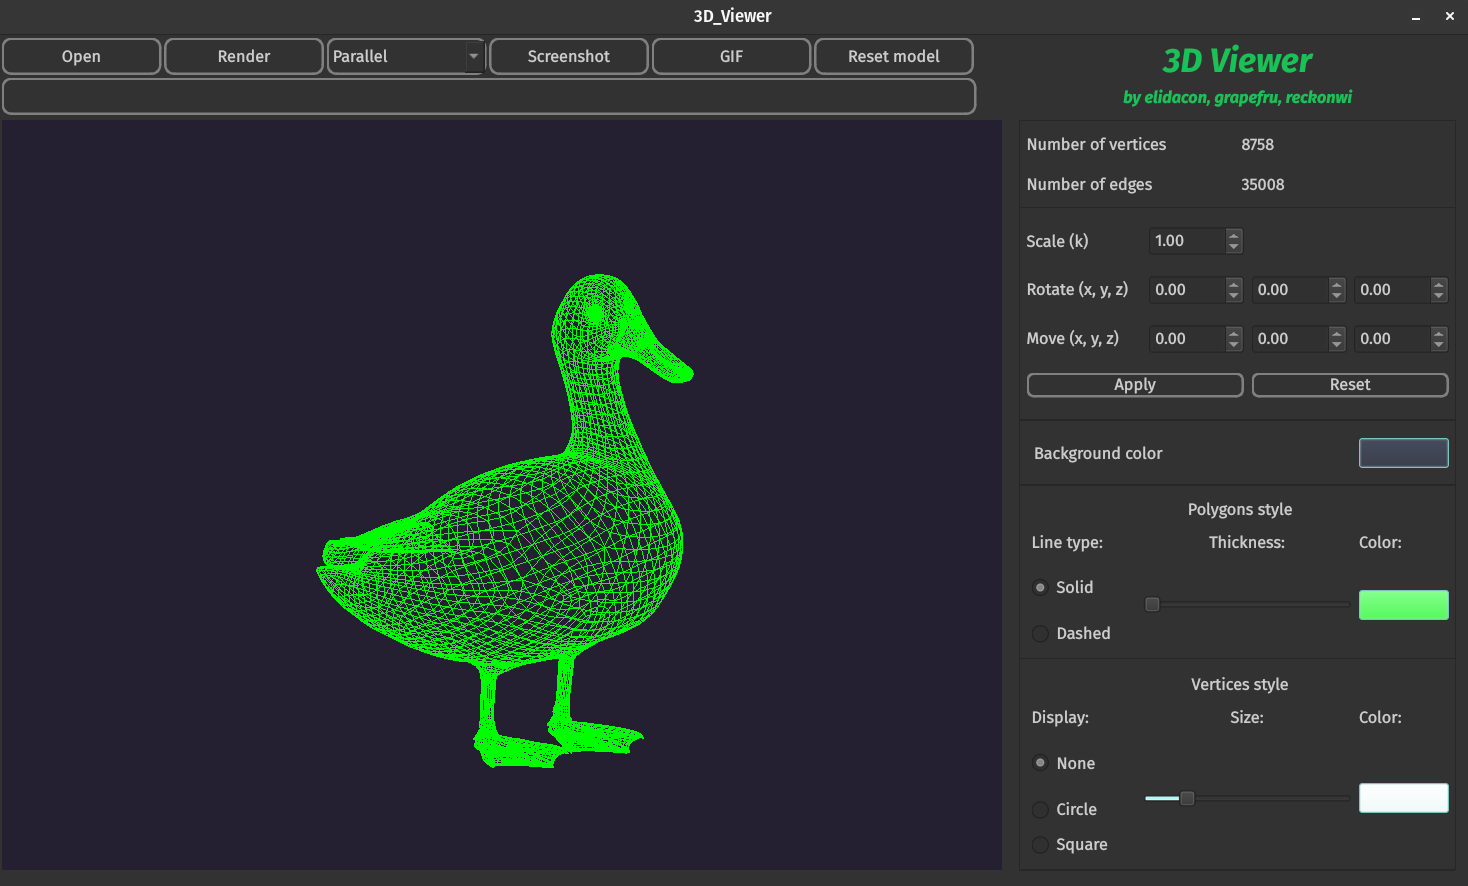 3D_Viewer
Open Render Parallel Screenshot GIF Reset model
3D Viewer
by elidacon, grapefru, reckonwi
Number of vertices 8758
Number of edges 35008
Scale (k) 1.00
Rotate (x, y, z) 0.00 0.00 0.00
Move (x, y, z) 0.00 0.00 0.00
Apply Reset
Background color
Polygons style
Line type: Thickness: Color:
Solid
Dashed
Vertices style
Display: Size: Color:
None
Circle
Square